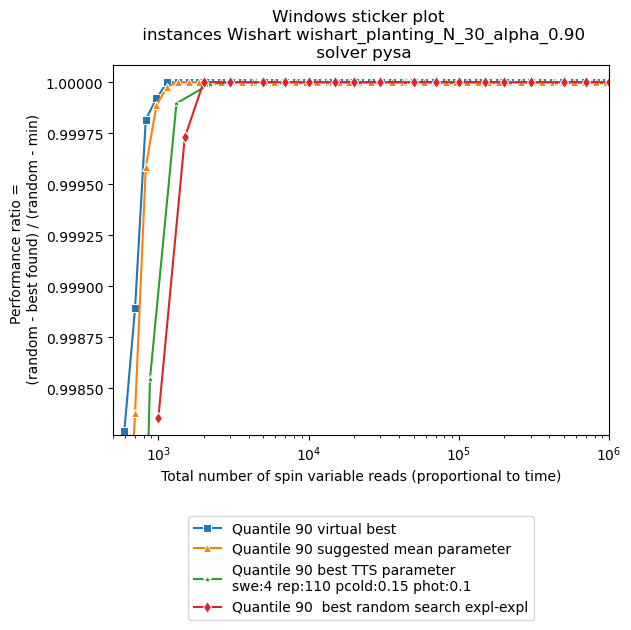 Windows sticker plot
instances Wishart wishart_planting_N_30_alpha_0.90
solver pysa
Performance ratio =
(random - best found) / (random - min)
1.00000
0.99975
0.99950
0.99925
0.99900
0.99875
0.99850
10³
10⁴
10⁵
10⁶
Total number of spin variable reads (proportional to time)
Quantile 90 virtual best
Quantile 90 suggested mean parameter
Quantile 90 best TTS parameter
swe:4 rep:110 pcold:0.15 phot:0.1
Quantile 90  best random search expl-expl